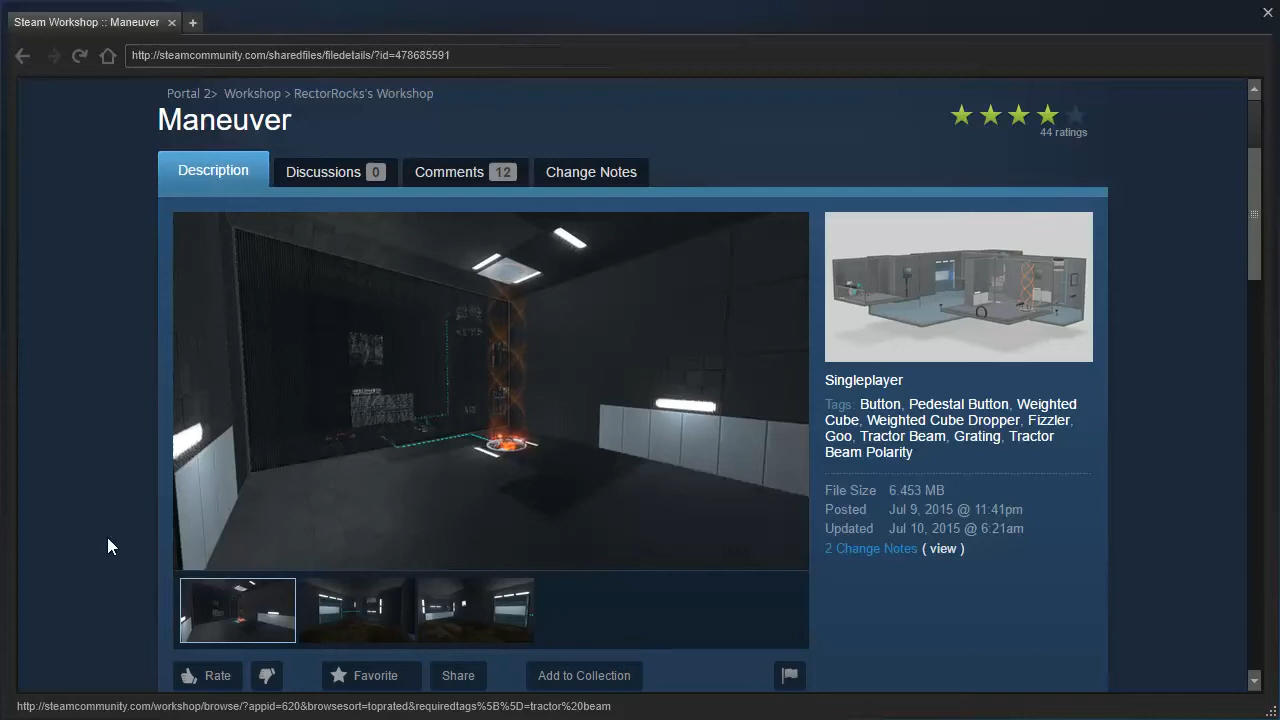 Steam Workshop :: Maneuver
http://steamcommunity.com/sharedfiles/filedetails/?id=478685591
Portal 2> Workshop > RectorRocks's Workshop
Maneuver
44 ratings
Description Discussions 0 Comments 12 Change Notes
Singleplayer
Tags: Button, Pedestal Button, Weighted
Cube, Weighted Cube Dropper, Fizzler,
Goo, Tractor Beam, Grating, Tractor
Beam Polarity
File Size 6.453 MB
Posted Jul 9, 2015 @ 11:41pm
Updated Jul 10, 2015 @ 6:21am
2 Change Notes ( view )
Rate Favorite Share Add to Collection
http://steamcommunity.com/workshop/browse/?appid=620&browsesort=toprated&requiredtags%5B%5D=tractor%20beam